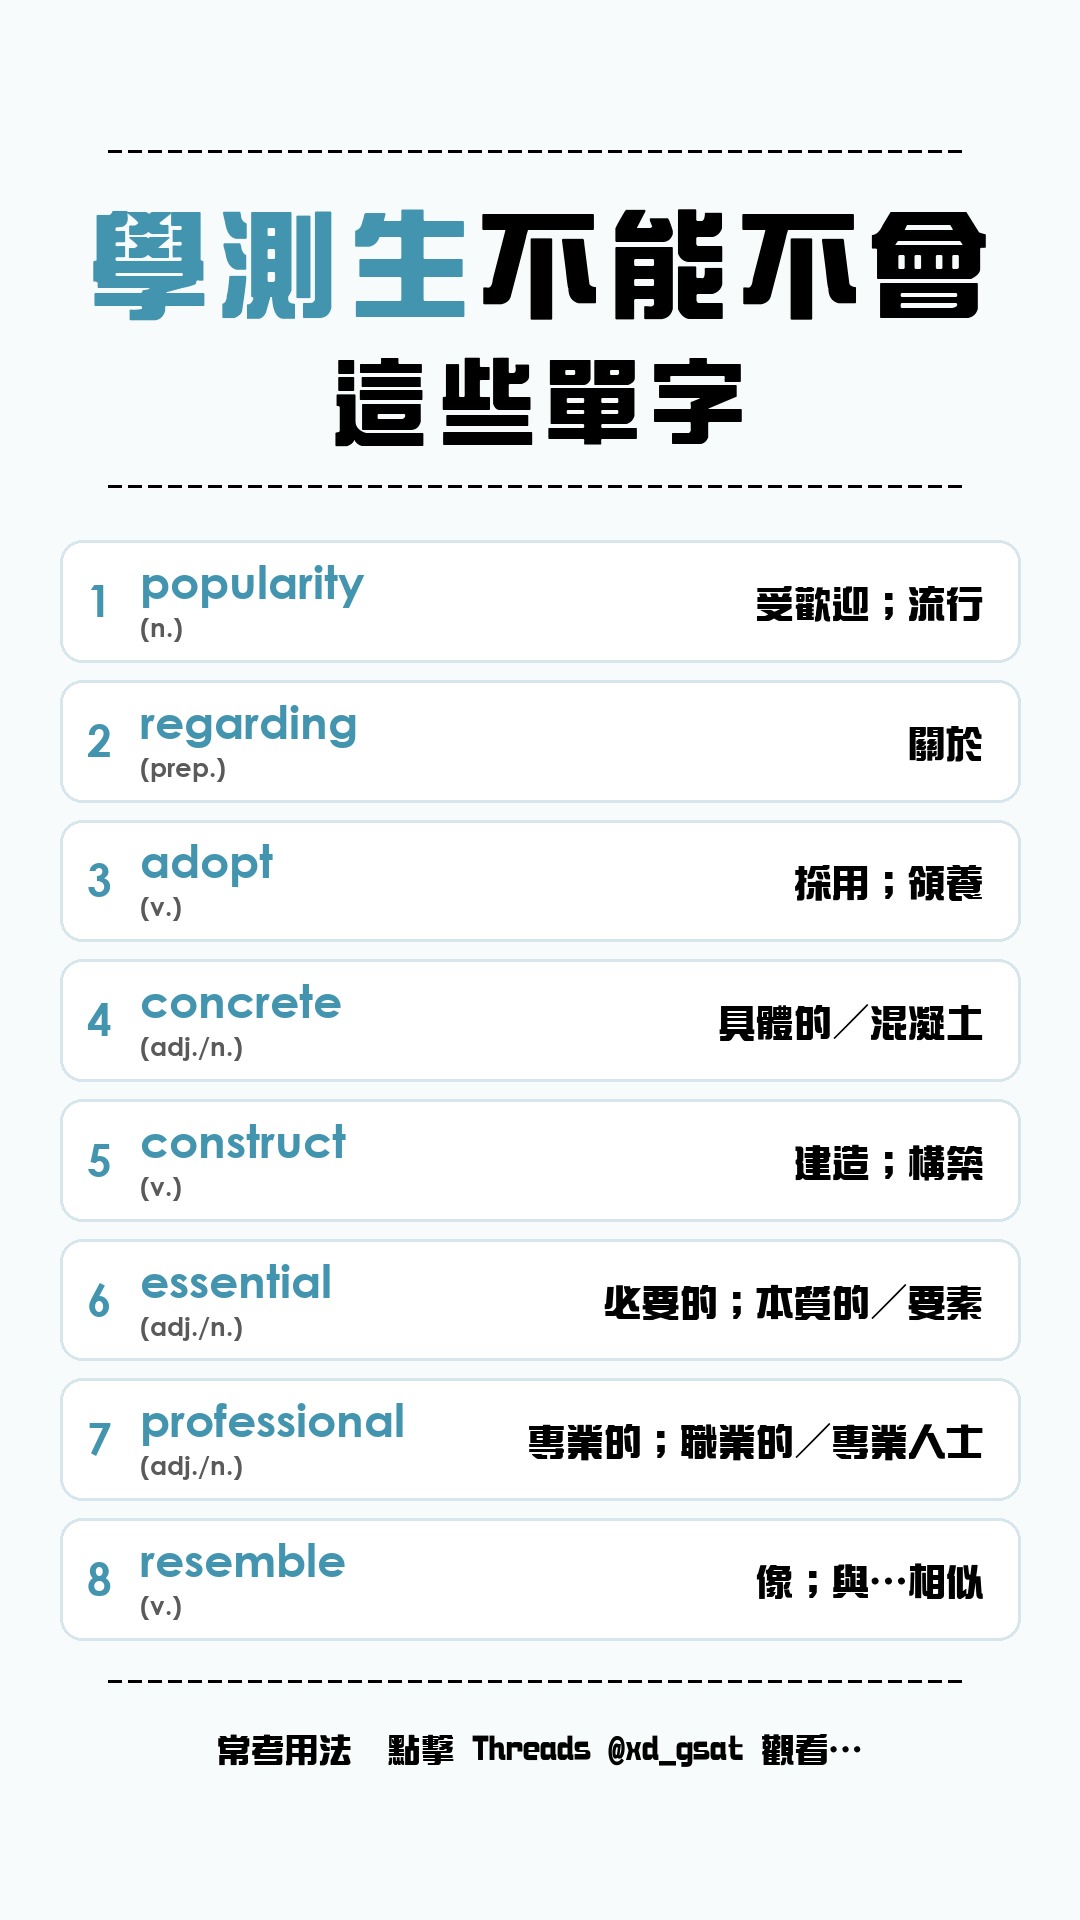 學測生不能不會
這些單字
1 popularity 受歡迎；流行
(n.)
2 regarding 關於
(prep.)
3 adopt 採用；領養
(v.)
4 concrete 具體的／混凝土
(adj./n.)
5 construct 建造；構築
(v.)
6 essential 必要的；本質的／要素
(adj./n.)
7 professional 專業的；職業的／專業人士
(adj./n.)
8 resemble 像；與…相似
(v.)
常考用法　點擊 Threads @xd_gsat 觀看…